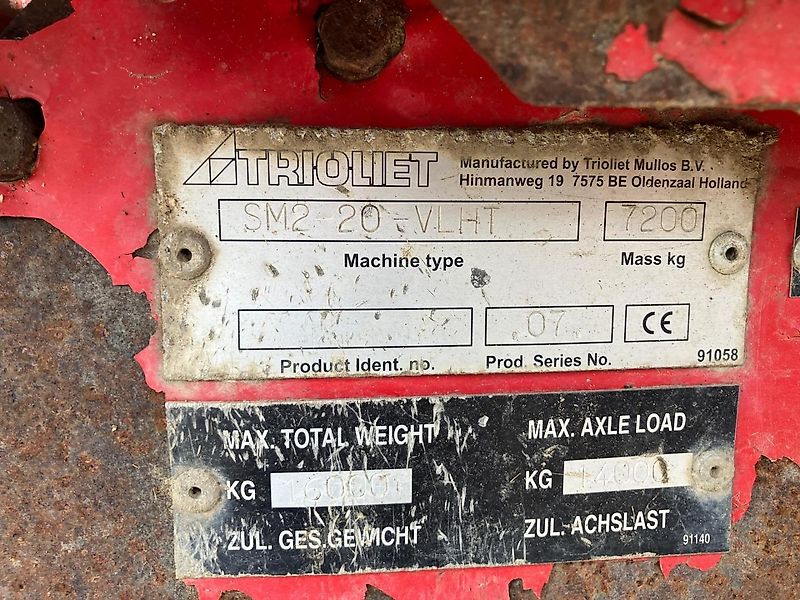 TRIOLIET
Manufactured by Trioliet Mullos B.V.
Hinmanweg 19 7575 BE Oldenzaal Holland
SM2-20-VLHT 7200
Machine type Mass kg
07 CE
Product Ident. no. Prod. Series No. 91058
MAX. TOTAL WEIGHT MAX. AXLE LOAD
KG 16000 KG 14000
ZUL. GES.GEWICHT ZUL. ACHSLAST
91140